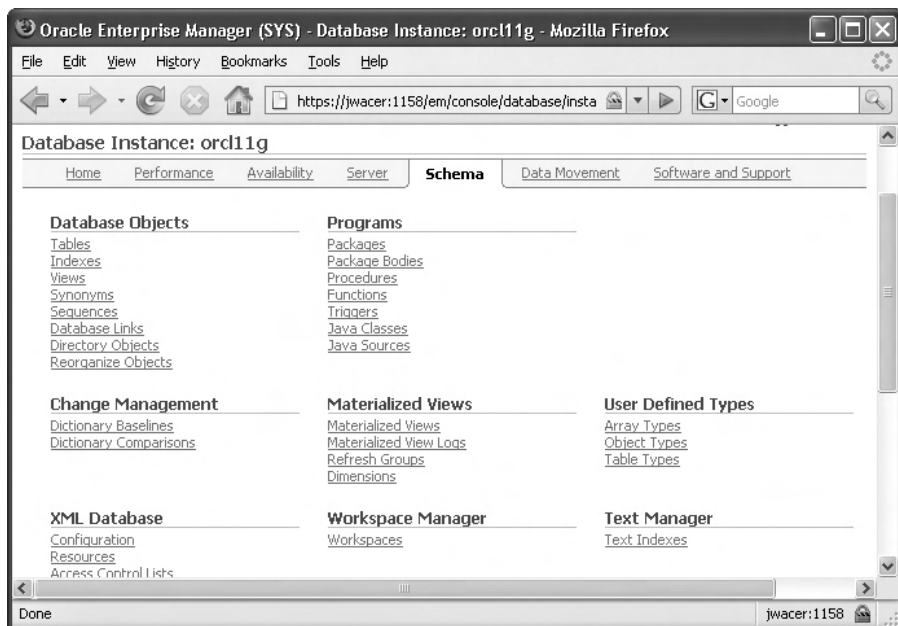 Oracle Enterprise Manager (SYS) - Database Instance: orcl11g - Mozilla Firefox
File Edit View History Bookmarks Tools Help
https://jwacer:1158/em/console/database/insta
G Google
Database Instance: orcl11g
Home Performance Availability Server Schema Data Movement Software and Support
Database Objects
Tables
Indexes
Views
Synonyms
Sequences
Database Links
Directory Objects
Reorganize Objects
Programs
Packages
Package Bodies
Procedures
Functions
Triggers
Java Classes
Java Sources
Change Management
Dictionary Baselines
Dictionary Comparisons
Materialized Views
Materialized Views
Materialized View Logs
Refresh Groups
Dimensions
User Defined Types
Array Types
Object Types
Table Types
XML Database
Configuration
Resources
Access Control Lists
Workspace Manager
Workspaces
Text Manager
Text Indexes
Done
jwacer:1158